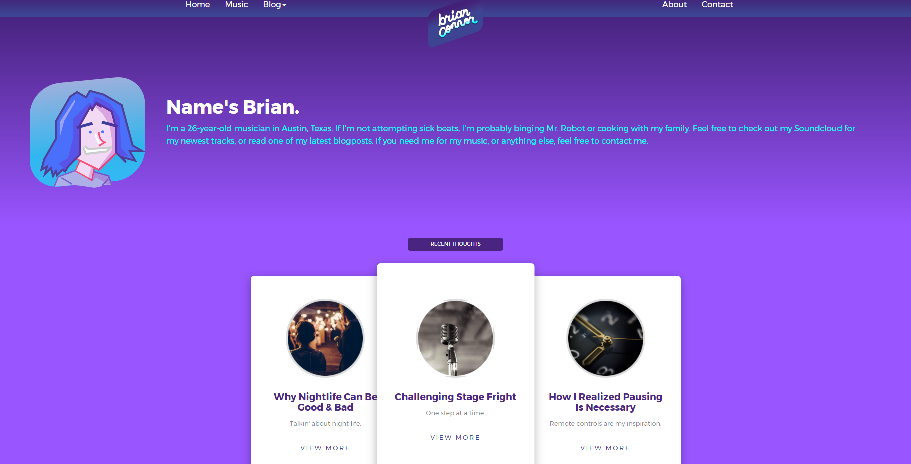 Home Music Blog
brian connor
About Contact
Name's Brian.
I'm a 26-year-old musician in Austin, Texas. If I'm not attempting sick beats, I'm probably binging Mr. Robot or cooking with my family. Feel free to check out my Soundcloud for
my newest tracks, or read one of my latest blogposts. If you need me for my music, or anything else, feel free to contact me.
RECENT THOUGHTS
Why Nightlife Can Be
Good & Bad
Talkin' about night life.
VIEW MORE
Challenging Stage Fright
One step at a time
VIEW MORE
How I Realized Pausing
Is Necessary
Remote controls are my inspiration.
VIEW MORE